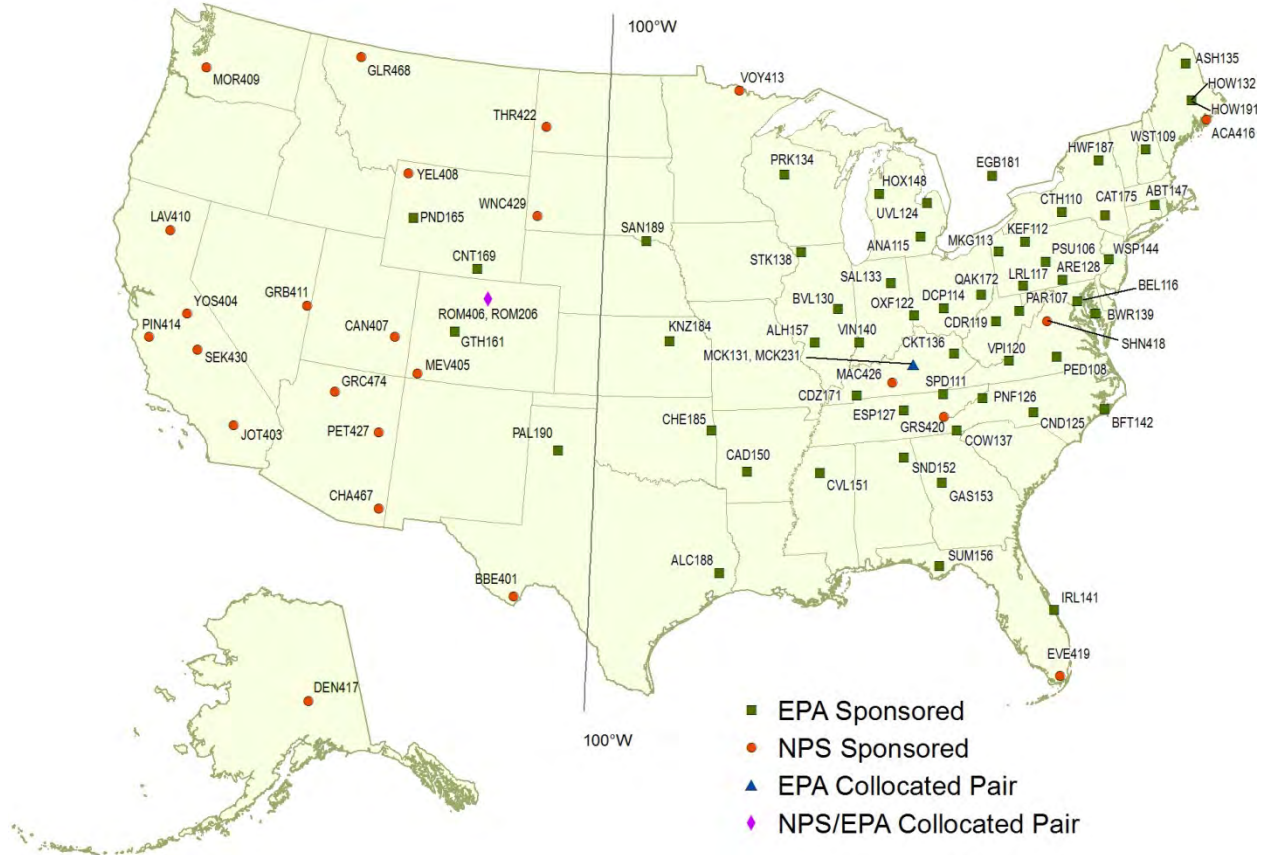 100°W
ASH135
GLR468
HOW132
MOR409
VOY413
HOW191
THR422
ACA416
WST109
HWF187
PRK134
EGB181
YEL408
HOX148
ABT147
WNC429
CTH110
CAT175
PND165
UVL124
LAV410
SAN189
KEF112
ANA115
MKG113
PSU106
WSP144
CNT169
STK138
ARE128
SAL133
QAK172
LRL117
BEL116
YOS404
GRB411
BVL130
OXF122
DCP114
PAR107
PIN414
CAN407
ROM406, ROM206
KNZ184
CDR119
BWR139
ALH157
VIN140
GTH161
SHN418
SEK430
CKT136
VPI120
MCK131, MCK231
MEV405
PED108
MAC426
GRC474
SPD111
CDZ171
PNF126
ESP127
CHE185
JOT403
PET427
PAL190
GRS420
CND125
BFT142
COW137
CAD150
SND152
CVL151
GAS153
CHA467
ALC188
SUM156
BBE401
IRL141
EVE419
DEN417
EPA Sponsored
100°W
NPS Sponsored
EPA Collocated Pair
NPS/EPA Collocated Pair